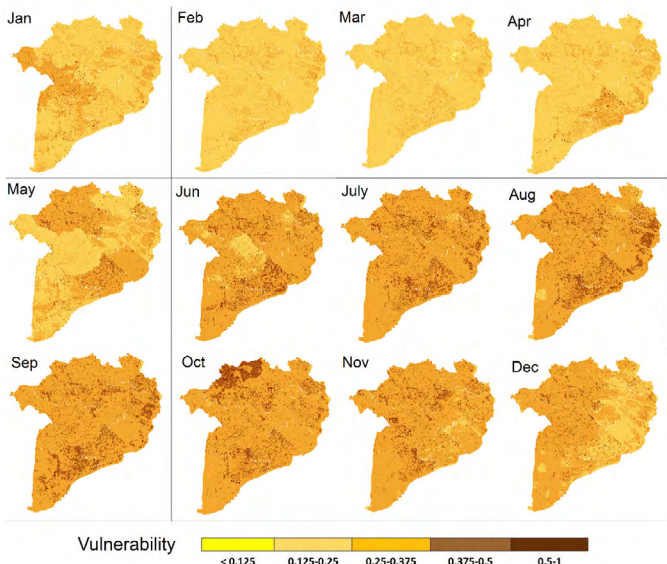 Jan
Feb
Mar
Apr
May
Jun
July
Aug
Sep
Oct
Nov
Dec
Vulnerability
< 0.125
0.125-0.25
0.25-0.375
0.375-0.5
0.5-1